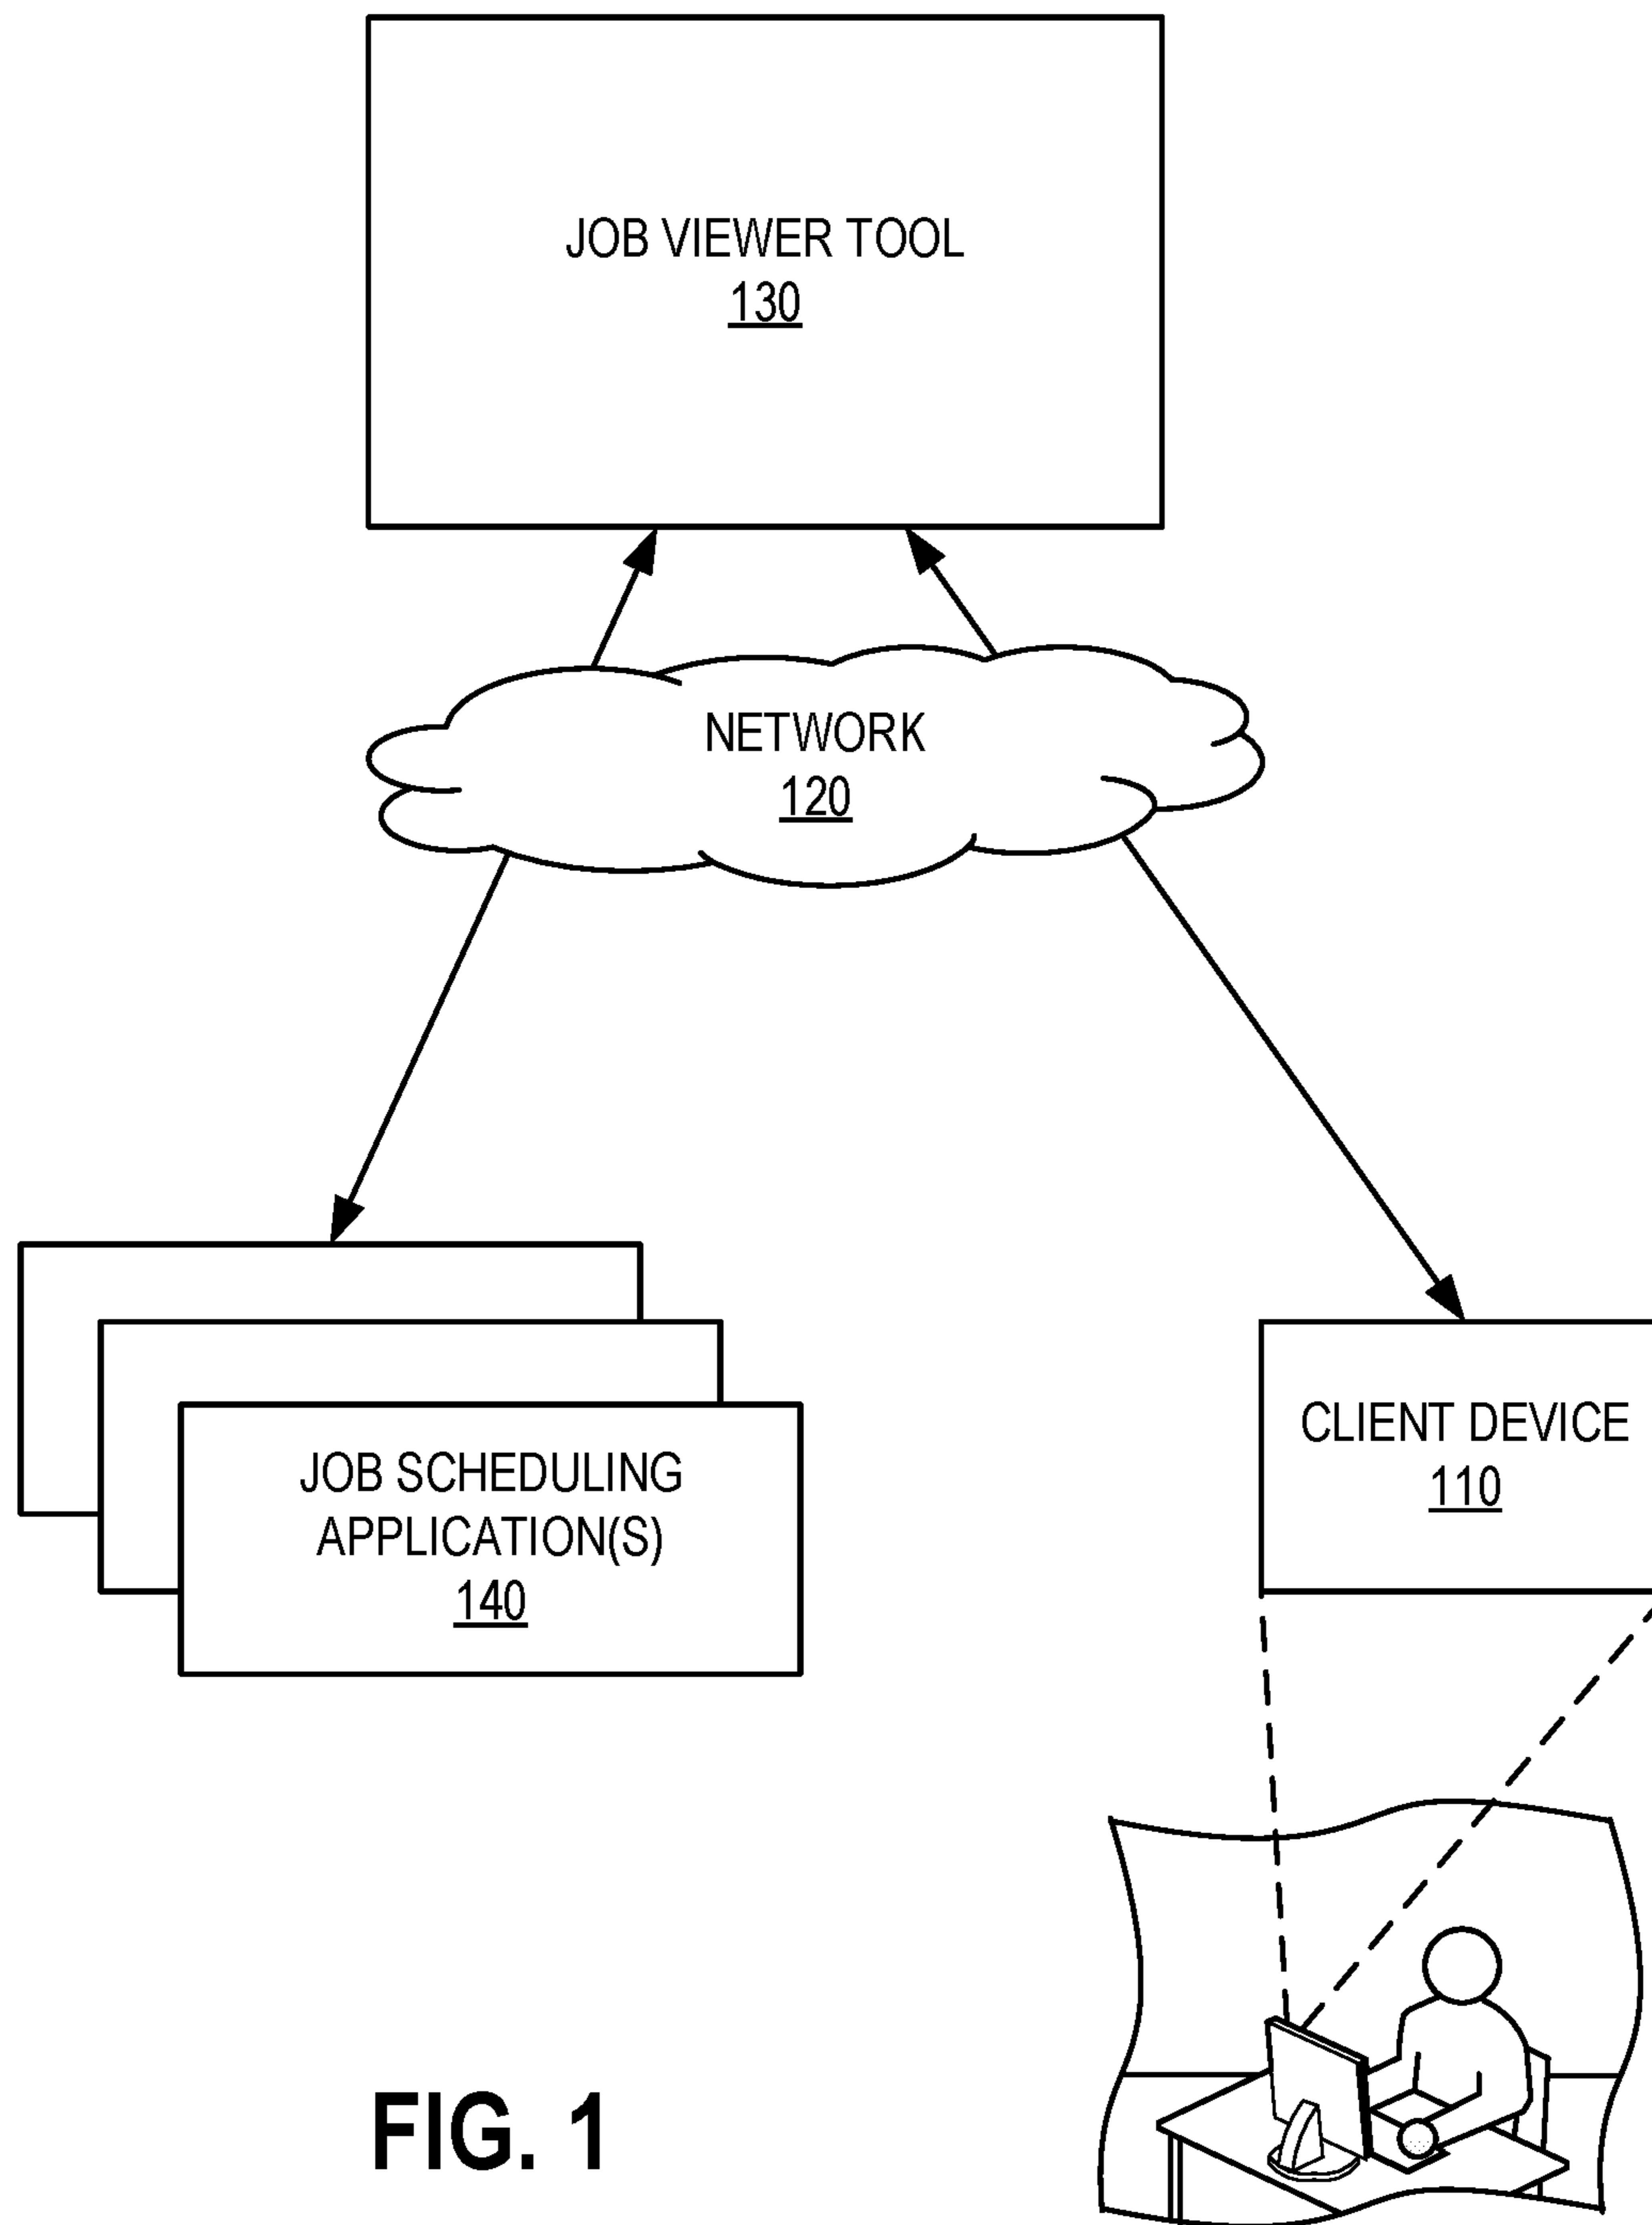 JOB VIEWER TOOL
130
NETWORK
120
CLIENT DEVICE
110
JOB SCHEDULING
APPLICATION(S)
140
FIG. 1